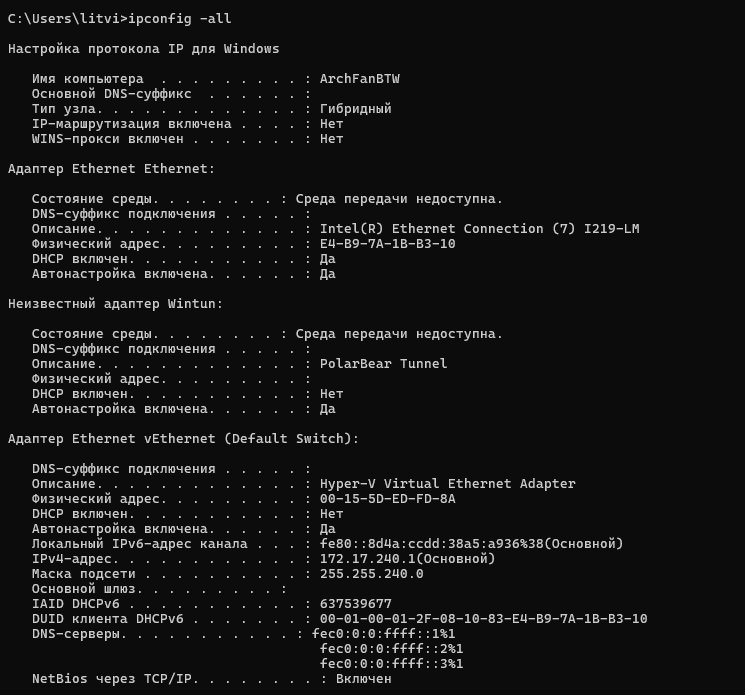 C:\Users\litvi>ipconfig -all
Настройка протокола IP для Windows
Имя компьютера  . . . . . . . . . : ArchFanBTW
Основной DNS-суффикс  . . . . . . :
Тип узла. . . . . . . . . . . . . : Гибридный
IP-маршрутизация включена . . . . : Нет
WINS-прокси включен . . . . . . . : Нет
Адаптер Ethernet Ethernet:
Состояние среды. . . . . . . . : Среда передачи недоступна.
DNS-суффикс подключения . . . . . :
Описание. . . . . . . . . . . . . : Intel(R) Ethernet Connection (7) I219-LM
Физический адрес. . . . . . . . . : E4-B9-7A-1B-B3-10
DHCP включен. . . . . . . . . . . : Да
Автонастройка включена. . . . . . : Да
Неизвестный адаптер Wintun:
Состояние среды. . . . . . . . : Среда передачи недоступна.
DNS-суффикс подключения . . . . . :
Описание. . . . . . . . . . . . . : PolarBear Tunnel
Физический адрес. . . . . . . . . :
DHCP включен. . . . . . . . . . . : Нет
Автонастройка включена. . . . . . : Да
Адаптер Ethernet vEthernet (Default Switch):
DNS-суффикс подключения . . . . . :
Описание. . . . . . . . . . . . . : Hyper-V Virtual Ethernet Adapter
Физический адрес. . . . . . . . . : 00-15-5D-ED-FD-8A
DHCP включен. . . . . . . . . . . : Нет
Автонастройка включена. . . . . . : Да
Локальный IPv6-адрес канала . . . : fe80::8d4a:ccdd:38a5:a936%38(Основной)
IPv4-адрес. . . . . . . . . . . . : 172.17.240.1(Основной)
Маска подсети . . . . . . . . . . : 255.255.240.0
Основной шлюз. . . . . . . . . :
IAID DHCPv6 . . . . . . . . . . . : 637539677
DUID клиента DHCPv6 . . . . . . . : 00-01-00-01-2F-08-10-83-E4-B9-7A-1B-B3-10
DNS-серверы. . . . . . . . . . . : fec0:0:0:ffff::1%1
fec0:0:0:ffff::2%1
fec0:0:0:ffff::3%1
NetBios через TCP/IP. . . . . . . . : Включен